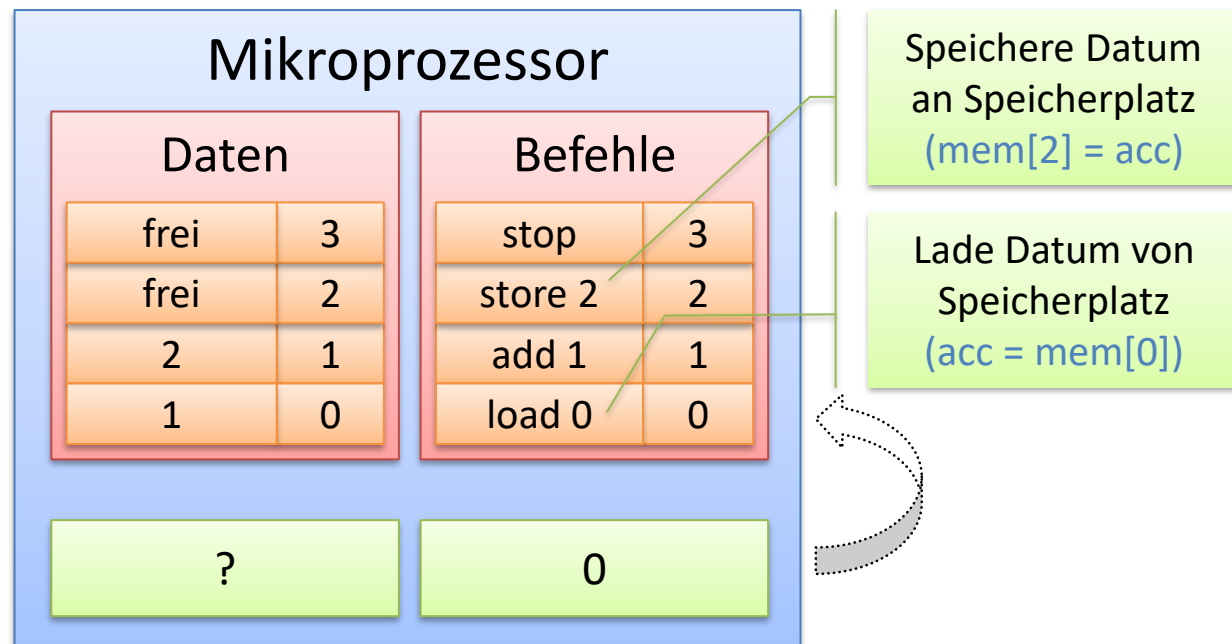 Mikroprozessor
Daten
frei 3
frei 2
2 1
1 0
?
Befehle
stop 3
store 2 2
add 1 1
load 0 0
0
Speichere Datum
an Speicherplatz
(mem[2] = acc)
Lade Datum von
Speicherplatz
(acc = mem[0])